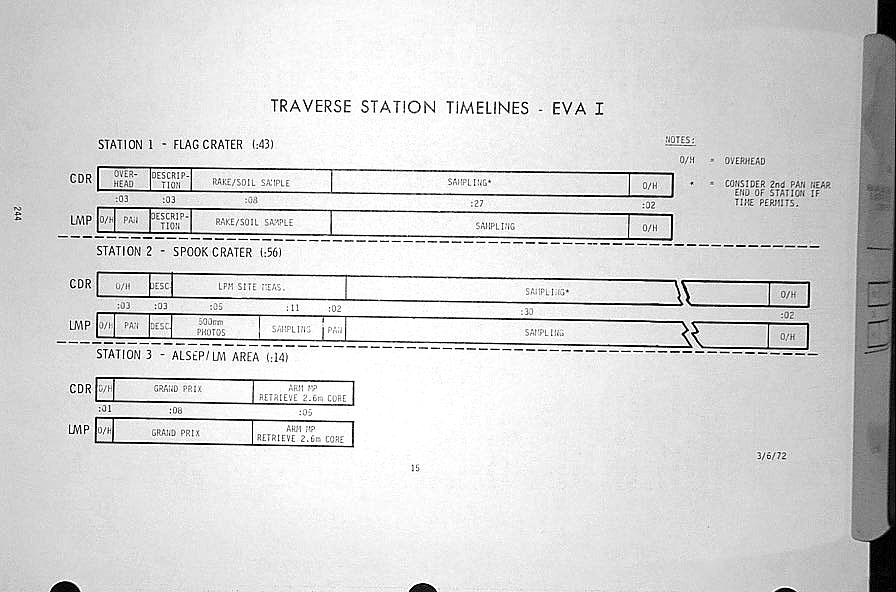 TRAVERSE STATION TIMELINES - EVA I
NOTES:
O/H = OVERHEAD
* = CONSIDER 2nd PAN NEAR
END OF STATION IF
TIME PERMITS.
STATION 1 - FLAG CRATER (:43)
CDR OVER-HEAD DESCRIP-TION RAKE/SOIL SAMPLE SAMPLING* O/H
:03 :03 :08 :27 :02
LMP O/H PAN DESCRIP-TION RAKE/SOIL SAMPLE SAMPLING O/H
STATION 2 - SPOOK CRATER (:56)
CDR O/H DESC LPM SITE MEAS. SAMPLING* O/H
:03 :03 :05 :11 :02 :30 :02
LMP O/H PAN DESC 500mm PHOTOS SAMPLING PAN SAMPLING O/H
STATION 3 - ALSEP/LM AREA (:14)
CDR O/H GRAND PRIX ARM MP
RETRIEVE 2.6m CORE
:01 :08 :05
LMP O/H GRAND PRIX ARM MP
RETRIEVE 2.6m CORE
3/6/72
15
244